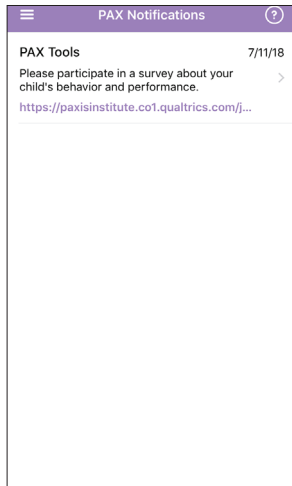 PAX Notifications
?
PAX Tools
7/11/18
Please participate in a survey about your
child's behavior and performance.
https://paxisinstitute.co1.qualtrics.com/j...